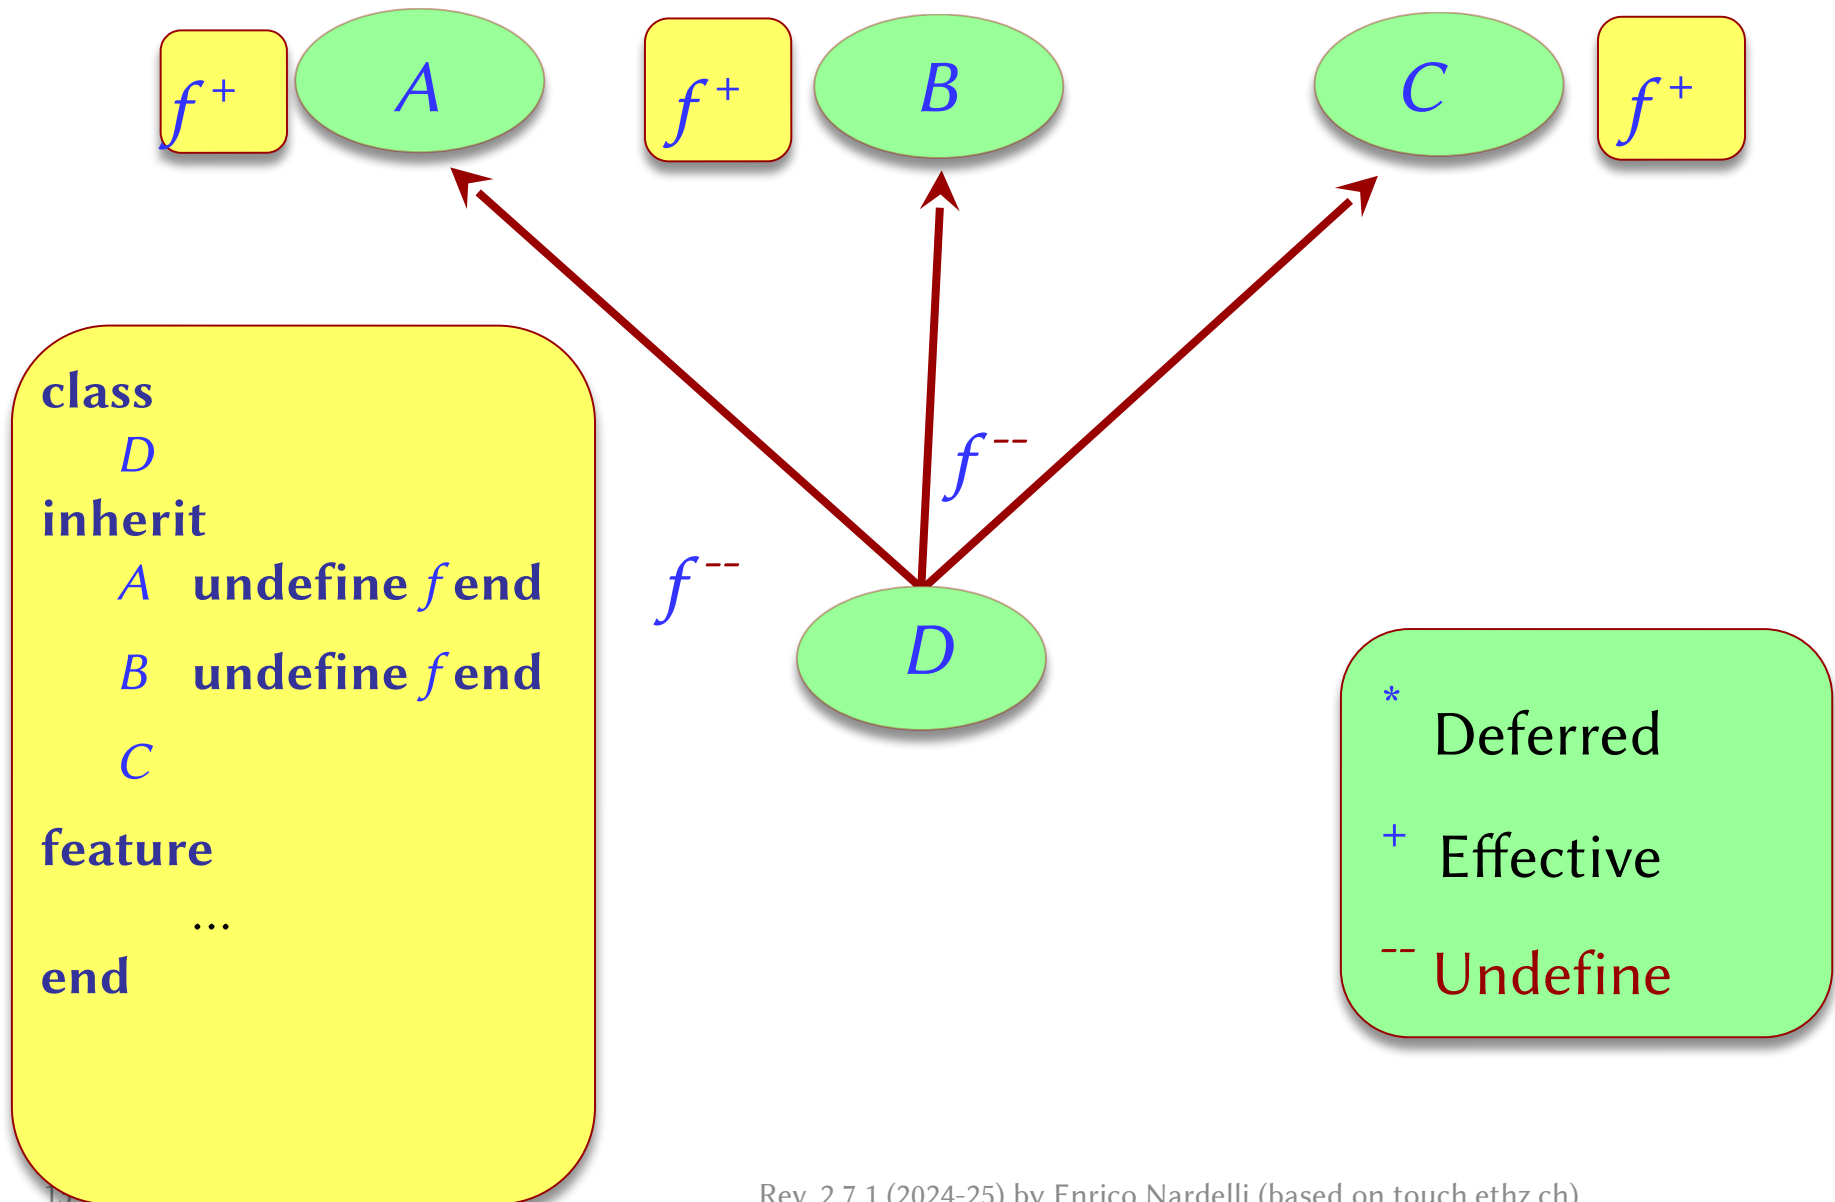 f + A f + B C f +
class
D
inherit
A undefine f end
B undefine f end
C
feature
...
end
f --
f --
D
* Deferred
+ Effective
-- Undefine
Rev. 2.7.1 (2024-25) by Enrico Nardelli (based on touch.ethz.ch)